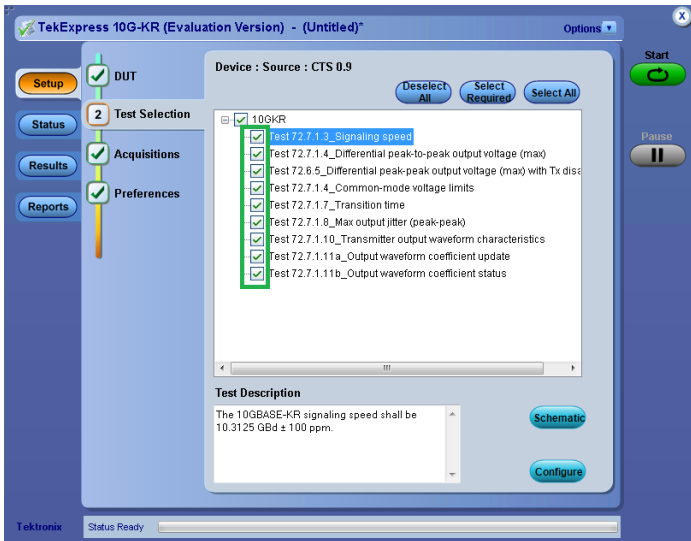 TekExpress 10G-KR (Evaluation Version) - (Untitled)*
Options
x
Setup
Status
Results
Reports
DUT
2 Test Selection
Acquisitions
Preferences
Device : Source : CTS 0.9
Deselect All
Select Required
Select All
10GKR
Test 72.7.1.3_Signaling speed
Test 72.7.1.4_Differential peak-to-peak output voltage (max)
Test 72.6.5_Differential peak-peak output voltage (max) with Tx disa
Test 72.7.1.4_Common-mode voltage limits
Test 72.7.1.7_Transition time
Test 72.7.1.8_Max output jitter (peak-peak)
Test 72.7.1.10_Transmitter output waveform characteristics
Test 72.7.1.11a_Output waveform coefficient update
Test 72.7.1.11b_Output waveform coefficient status
Test Description
The 10GBASE-KR signaling speed shall be
10.3125 GBd ± 100 ppm.
Schematic
Configure
Start
Pause
Tektronix
Status Ready